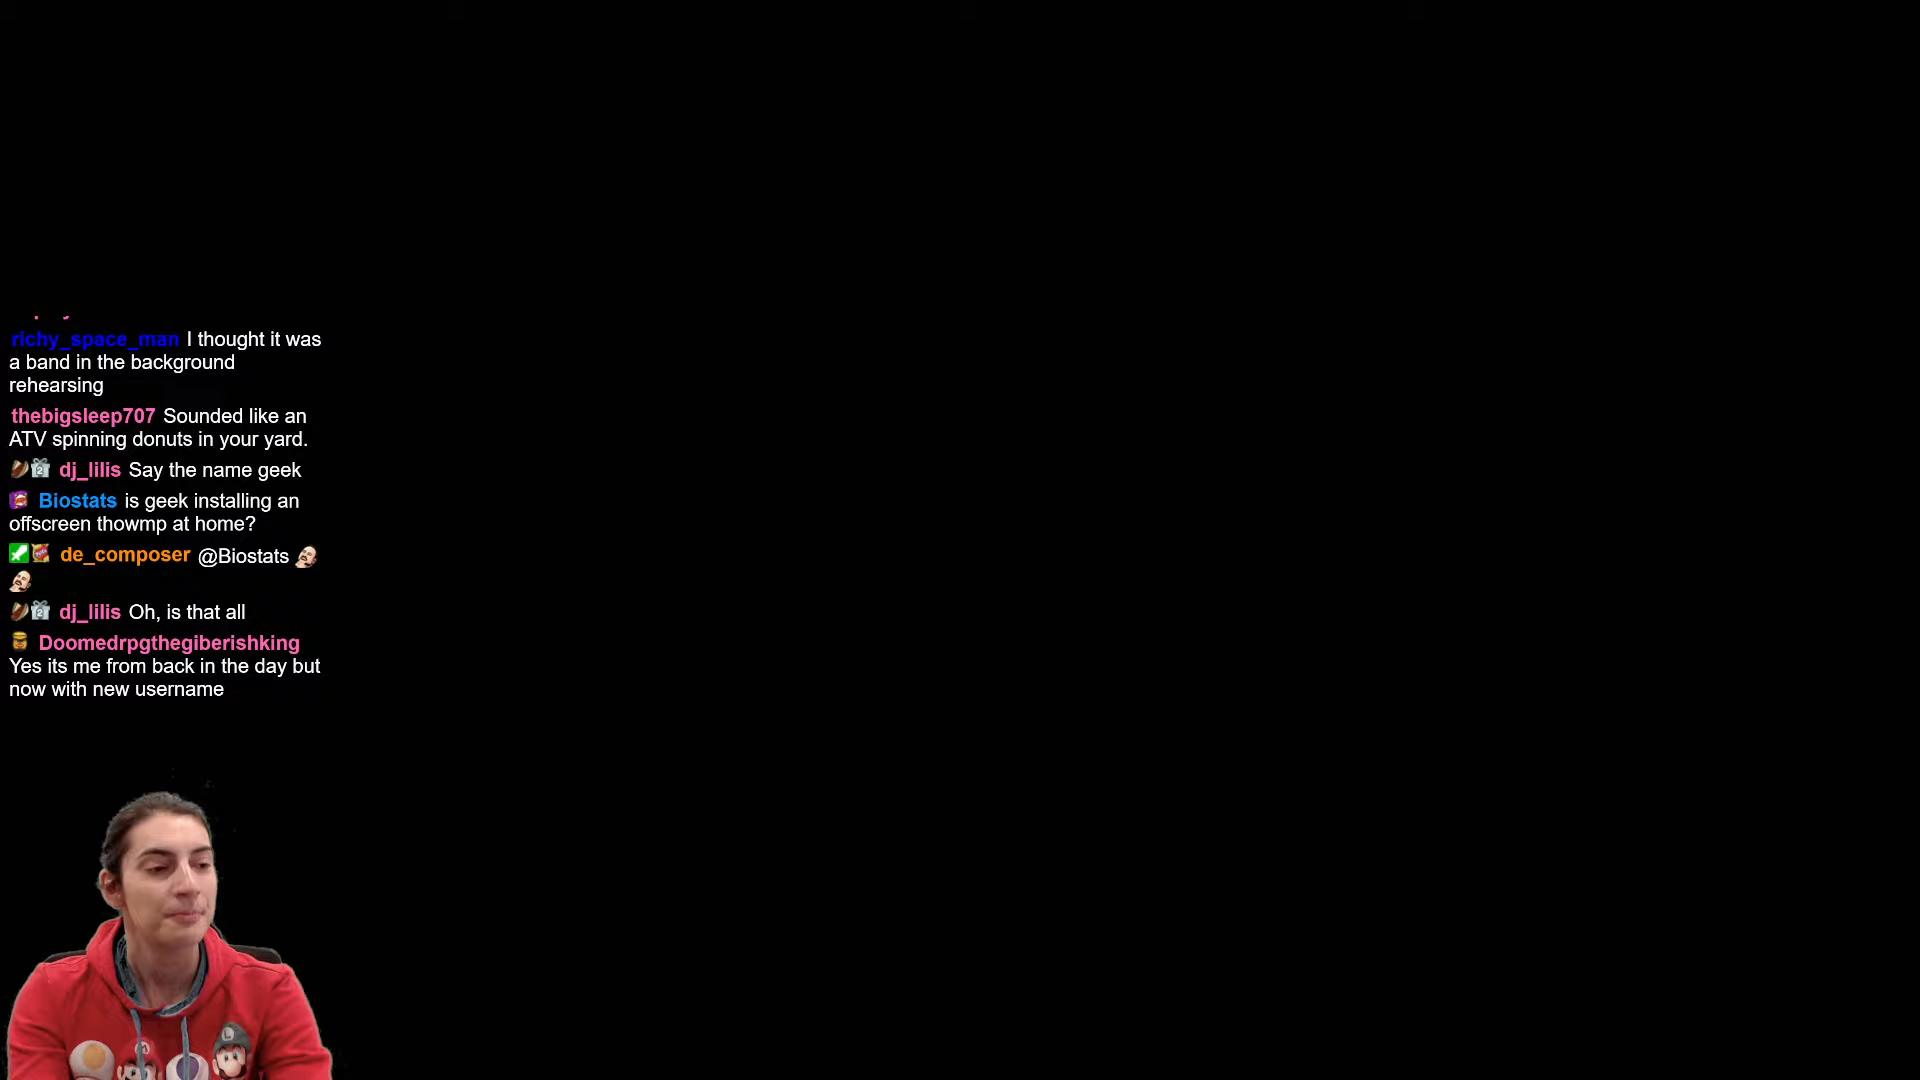 richy_space_man I thought it was
a band in the background
rehearsing
thebigsleep707 Sounded like an
ATV spinning donuts in your yard.
dj_lilis Say the name geek
Biostats is geek installing an
offscreen thowmp at home?
de_composer @Biostats
dj_lilis Oh, is that all
Doomedrpgthegiberishking
Yes its me from back in the day but
now with new username
L
M